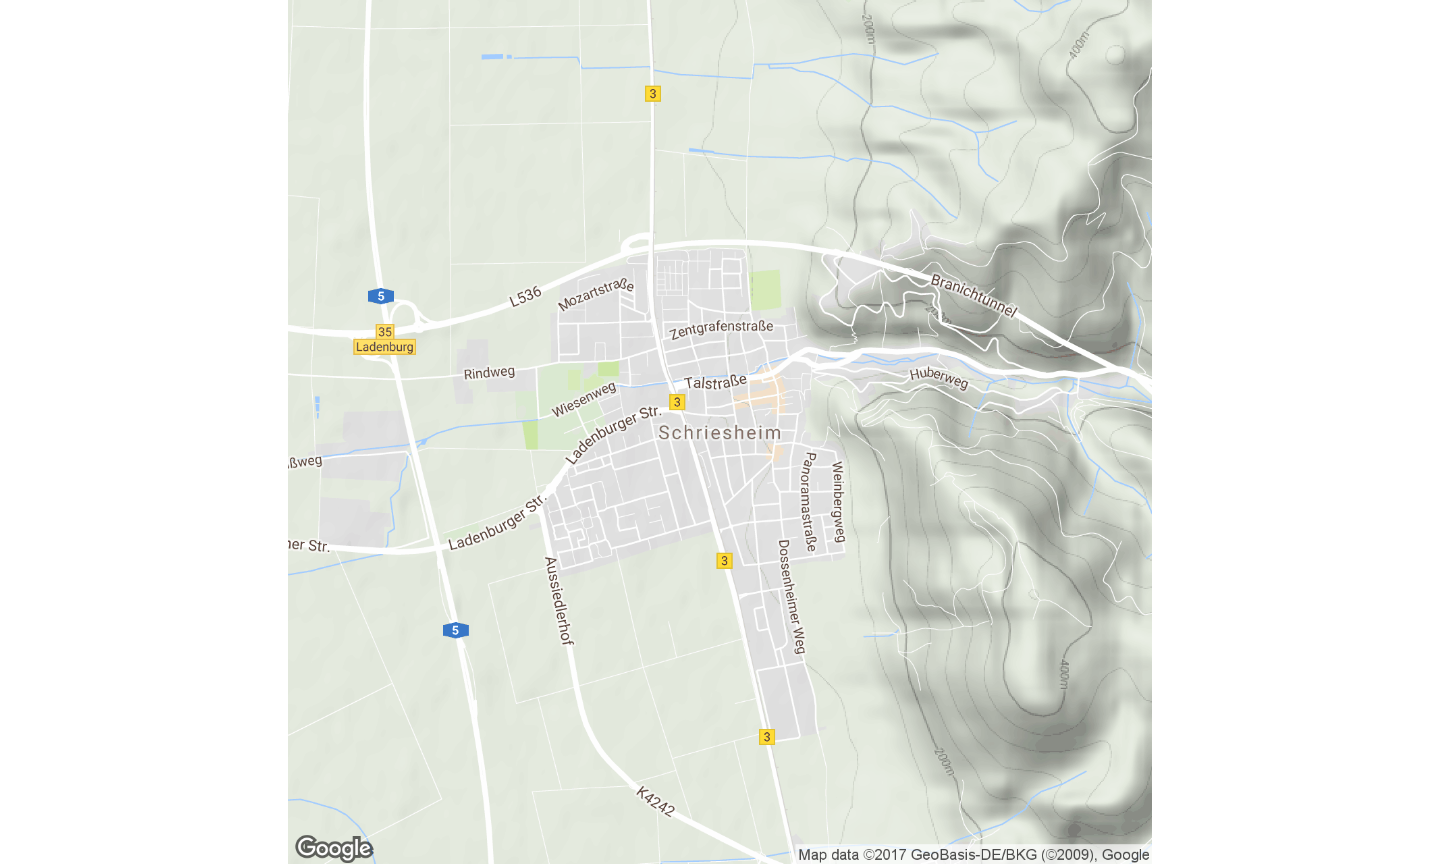 200m
400m
3
5
L536
Mozartstraße
Branichtunnel
200m
35
Ladenburg
Zentgrafenstraße
Rindweg
Talstraße
Huberweg
Wiesenweg
3
Ladenburger Str.
Schriesheim
ßweg
Panoramastraße
Weinbergweg
Ladenburger Str.
ner Str.
3
Dossenheimer Weg
Aussiedlerhof
5
400m
3
200m
K4242
Google
Map data ©2017 GeoBasis-DE/BKG (©2009), Google